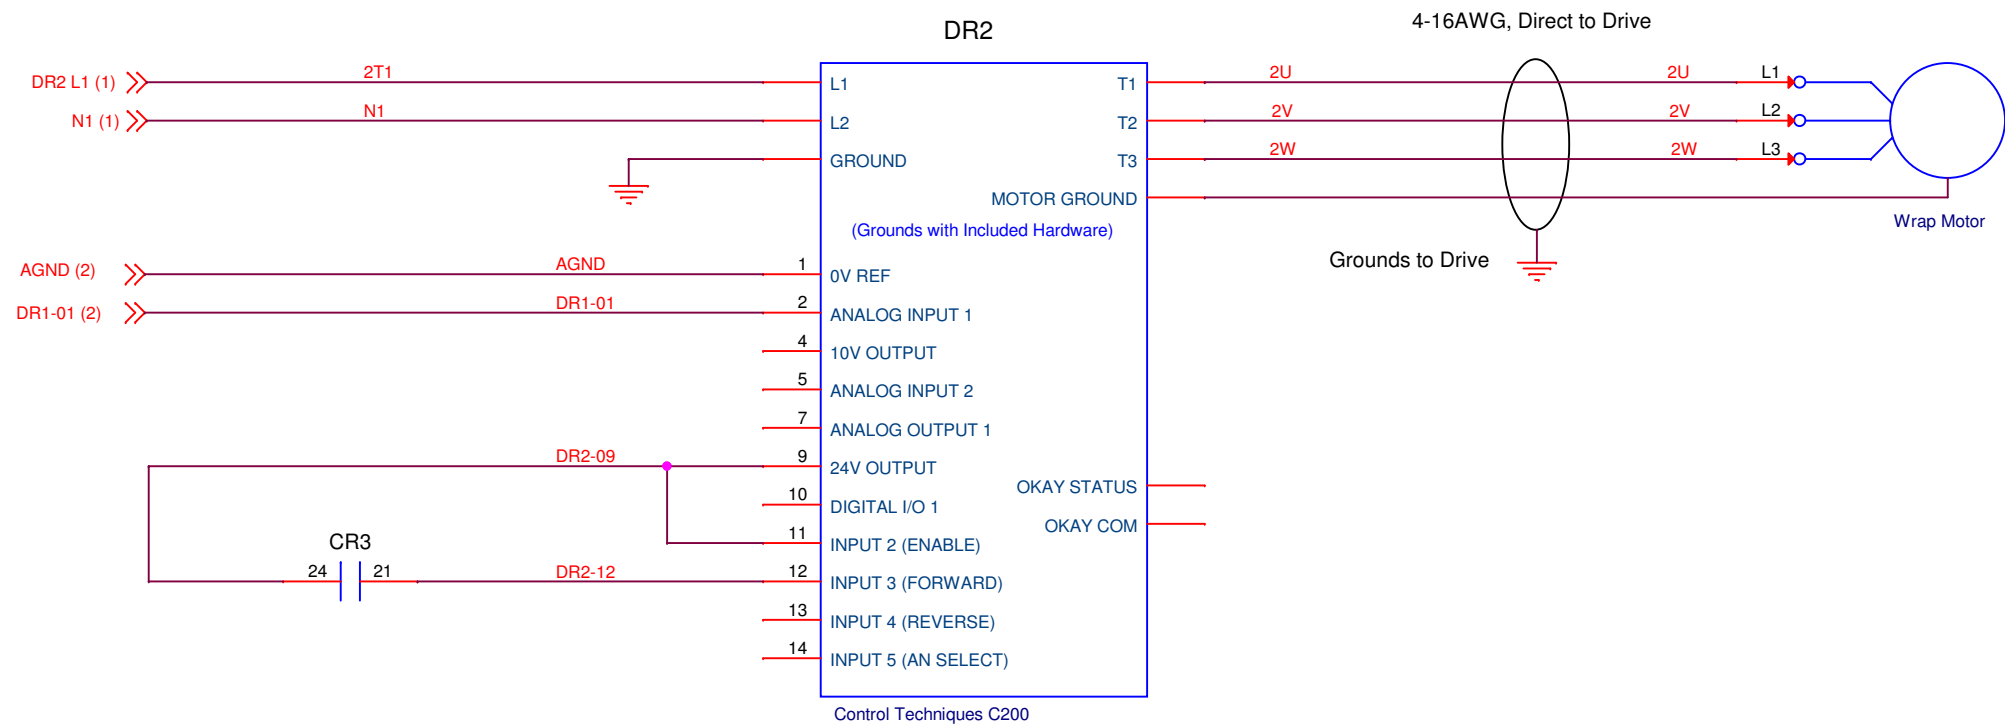 4-16AWG, Direct to Drive
DR2
DR2 L1 (1)
2T1
L1
T1
2U
2U
L1
N1 (1)
N1
L2
T2
2V
2V
L2
GROUND
T3
2W
2W
L3
MOTOR GROUND
(Grounds with Included Hardware)
Wrap Motor
Grounds to Drive
AGND (2)
AGND
1
0V REF
DR1-01 (2)
DR1-01
2
ANALOG INPUT 1
4
10V OUTPUT
5
ANALOG INPUT 2
7
ANALOG OUTPUT 1
DR2-09
9
24V OUTPUT
OKAY STATUS
10
DIGITAL I/O 1
OKAY COM
11
INPUT 2 (ENABLE)
CR3
24
21
DR2-12
12
INPUT 3 (FORWARD)
13
INPUT 4 (REVERSE)
14
INPUT 5 (AN SELECT)
Control Techniques C200